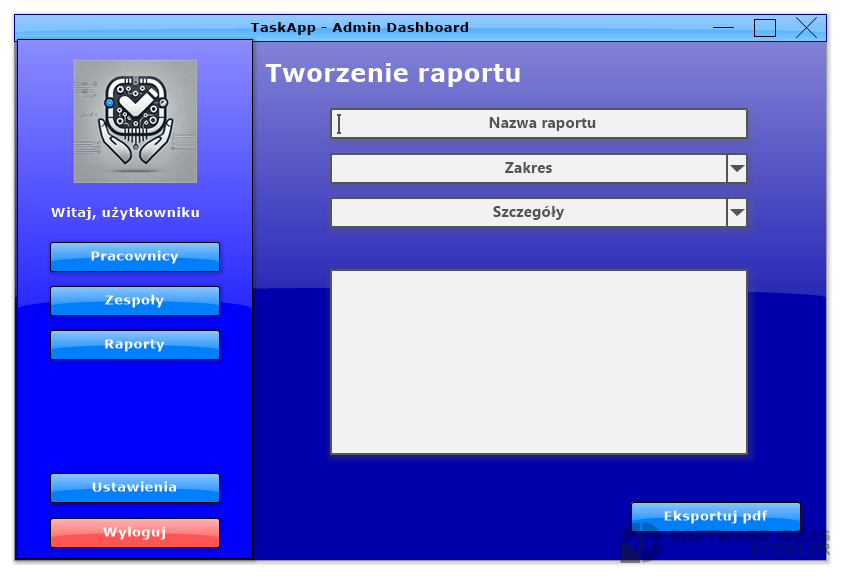 TaskApp - Admin Dashboard
Tworzenie raportu
Witaj, użytkowniku
Pracownicy
Zespoły
Raporty
Ustawienia
Wyloguj
Nazwa raportu
Zakres
Szczegóły
Eksportuj pdf
SOFTWARE IDEAS
MODELER